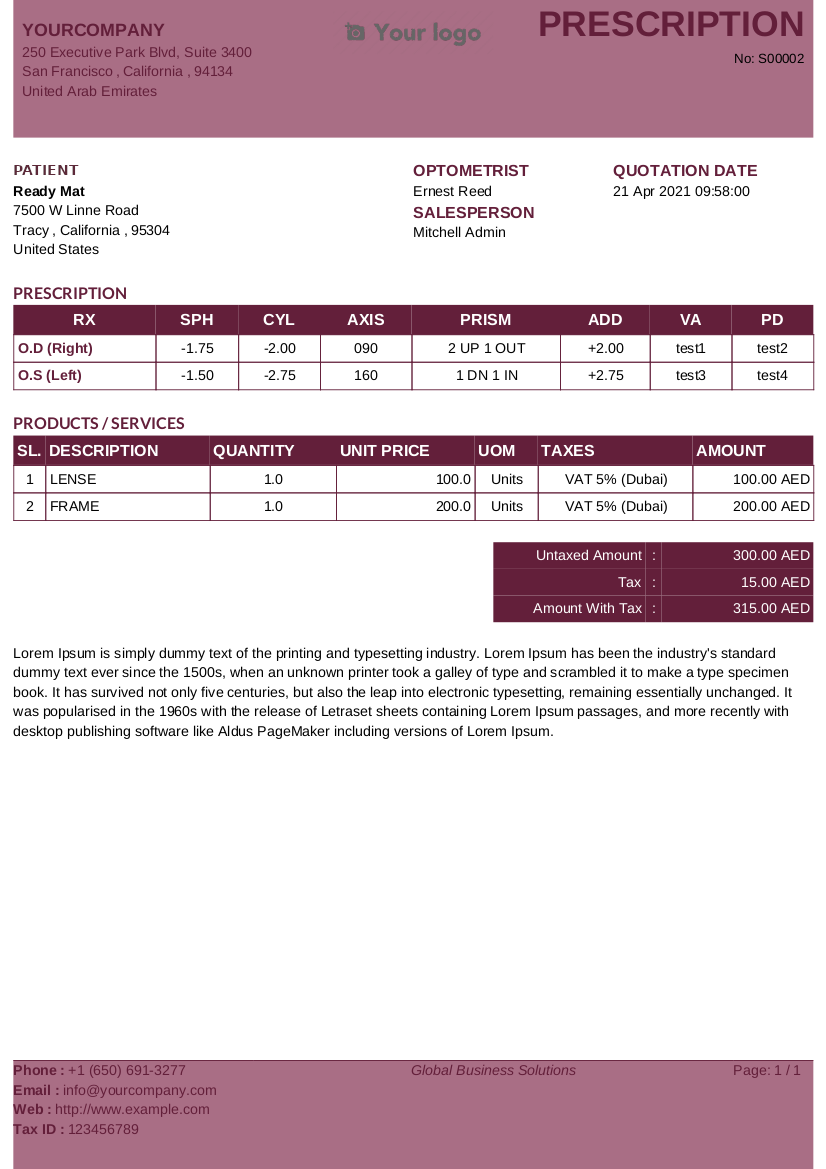 YOURCOMPANY
250 Executive Park Blvd, Suite 3400
San Francisco , California , 94134
United Arab Emirates
Your logo
PRESCRIPTION
No: S00002
PATIENT
Ready Mat
7500 W Linne Road
Tracy , California , 95304
United States
OPTOMETRIST
Ernest Reed
SALESPERSON
Mitchell Admin
QUOTATION DATE
21 Apr 2021 09:58:00
PRESCRIPTION
RX SPH CYL AXIS PRISM ADD VA PD
O.D (Right) -1.75 -2.00 090 2 UP 1 OUT +2.00 test1 test2
O.S (Left) -1.50 -2.75 160 1 DN 1 IN +2.75 test3 test4
PRODUCTS / SERVICES
SL. DESCRIPTION QUANTITY UNIT PRICE UOM TAXES AMOUNT
1 LENSE 1.0 100.0 Units VAT 5% (Dubai) 100.00 AED
2 FRAME 1.0 200.0 Units VAT 5% (Dubai) 200.00 AED
Untaxed Amount : 300.00 AED
Tax : 15.00 AED
Amount With Tax : 315.00 AED
Lorem Ipsum is simply dummy text of the printing and typesetting industry. Lorem Ipsum has been the industry's standard
dummy text ever since the 1500s, when an unknown printer took a galley of type and scrambled it to make a type specimen
book. It has survived not only five centuries, but also the leap into electronic typesetting, remaining essentially unchanged. It
was popularised in the 1960s with the release of Letraset sheets containing Lorem Ipsum passages, and more recently with
desktop publishing software like Aldus PageMaker including versions of Lorem Ipsum.
Phone : +1 (650) 691-3277
Email : info@yourcompany.com
Web : http://www.example.com
Tax ID : 123456789
Global Business Solutions
Page: 1 / 1